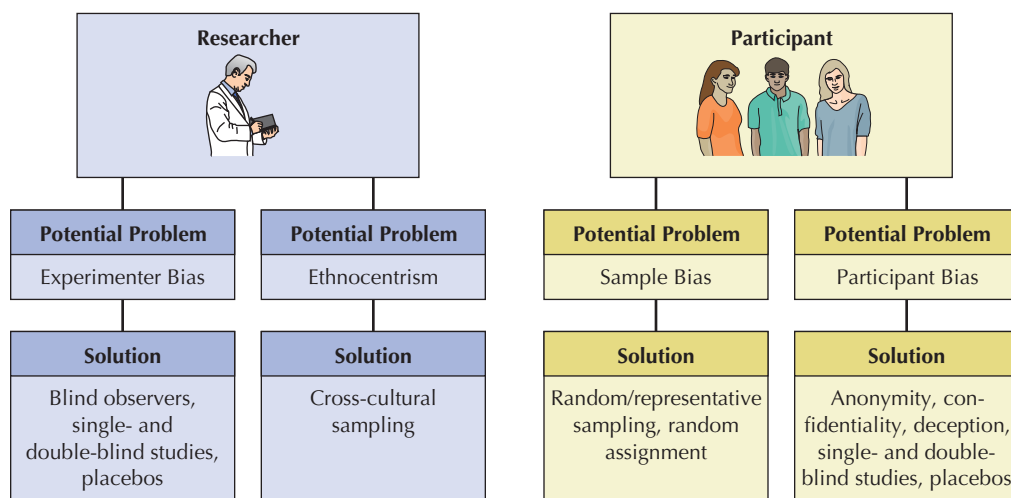 Researcher
Potential Problem
Experimenter Bias
Solution
Blind observers,
single- and
double-blind studies,
placebos
Potential Problem
Ethnocentrism
Solution
Cross-cultural
sampling
Participant
Potential Problem
Sample Bias
Solution
Random/representative
sampling, random
assignment
Potential Problem
Participant Bias
Solution
Anonymity, con-
fidentiality, deception,
single- and double-
blind studies, placebos